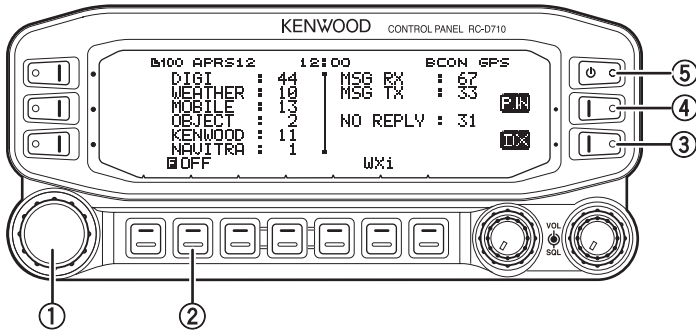 KENWOOD CONTROL PANEL RC-D710
100 APRS12 12:00 BCON GPS
DIGI : 44 MSG RX : 67
WEATHER : 10 MSG TX : 33
MOBILE : 13 P.IN
OBJECT : 2 NO REPLY : 31
KENWOOD : 11 DX
NAVITRA : 1
F OFF WXi
VOL
SQL
5
4
3
1
2